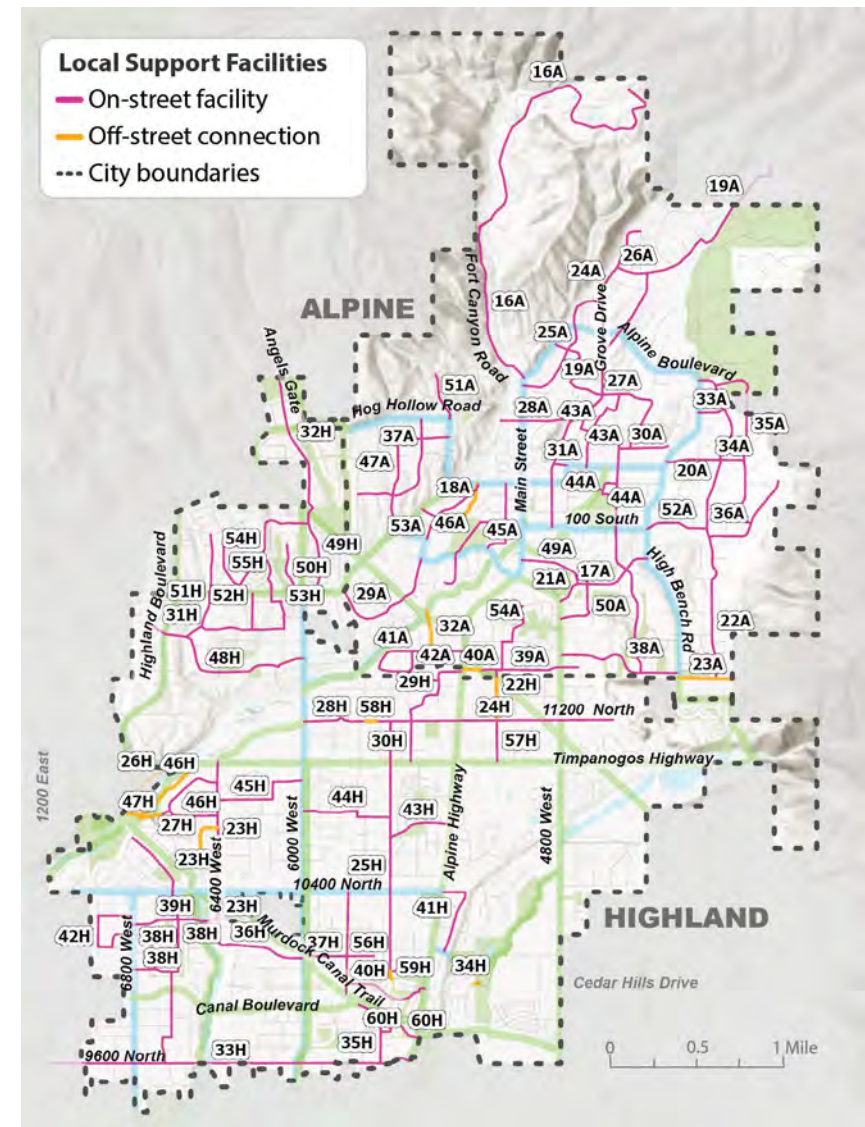 Local Support Facilities
On-street facility
Off-street connection
City boundaries
16A
19A
26A
24A
Fort Canyon Road
16A
ALPINE
Grove Drive
25A
Alpine Boulevard
Angels Gate
19A
27A
51A
33A
Hog Hollow Road
28A
43A
35A
32H
37A
43A
30A
34A
47A
Main Street
31A
20A
18A
44A
44A
53A
46A
100 South
52A
36A
45A
54H
49H
49A
High Bench Rd
55H
50H
17A
Highland Boulevard
51H
52H
53H
29A
21A
31H
54A
50A
32A
22A
41A
38A
48H
42A
40A
39A
23A
29H
22H
28H
58H
24H
11200 North
30H
57H
26H
46H
Timpanogos Highway
1200 East
45H
46H
44H
47H
43H
27H
23H
6000 West
Alpine Highway
4800 West
23H
6400 West
25H
10400 North
39H
23H
41H
HIGHLAND
42H
38H
38H
36H
37H
56H
38H
6800 West
Murdock Canal Trail
40H
59H
34H
Cedar Hills Drive
Canal Boulevard
60H
60H
35H
33H
9600 North
0 0.5 1 Mile